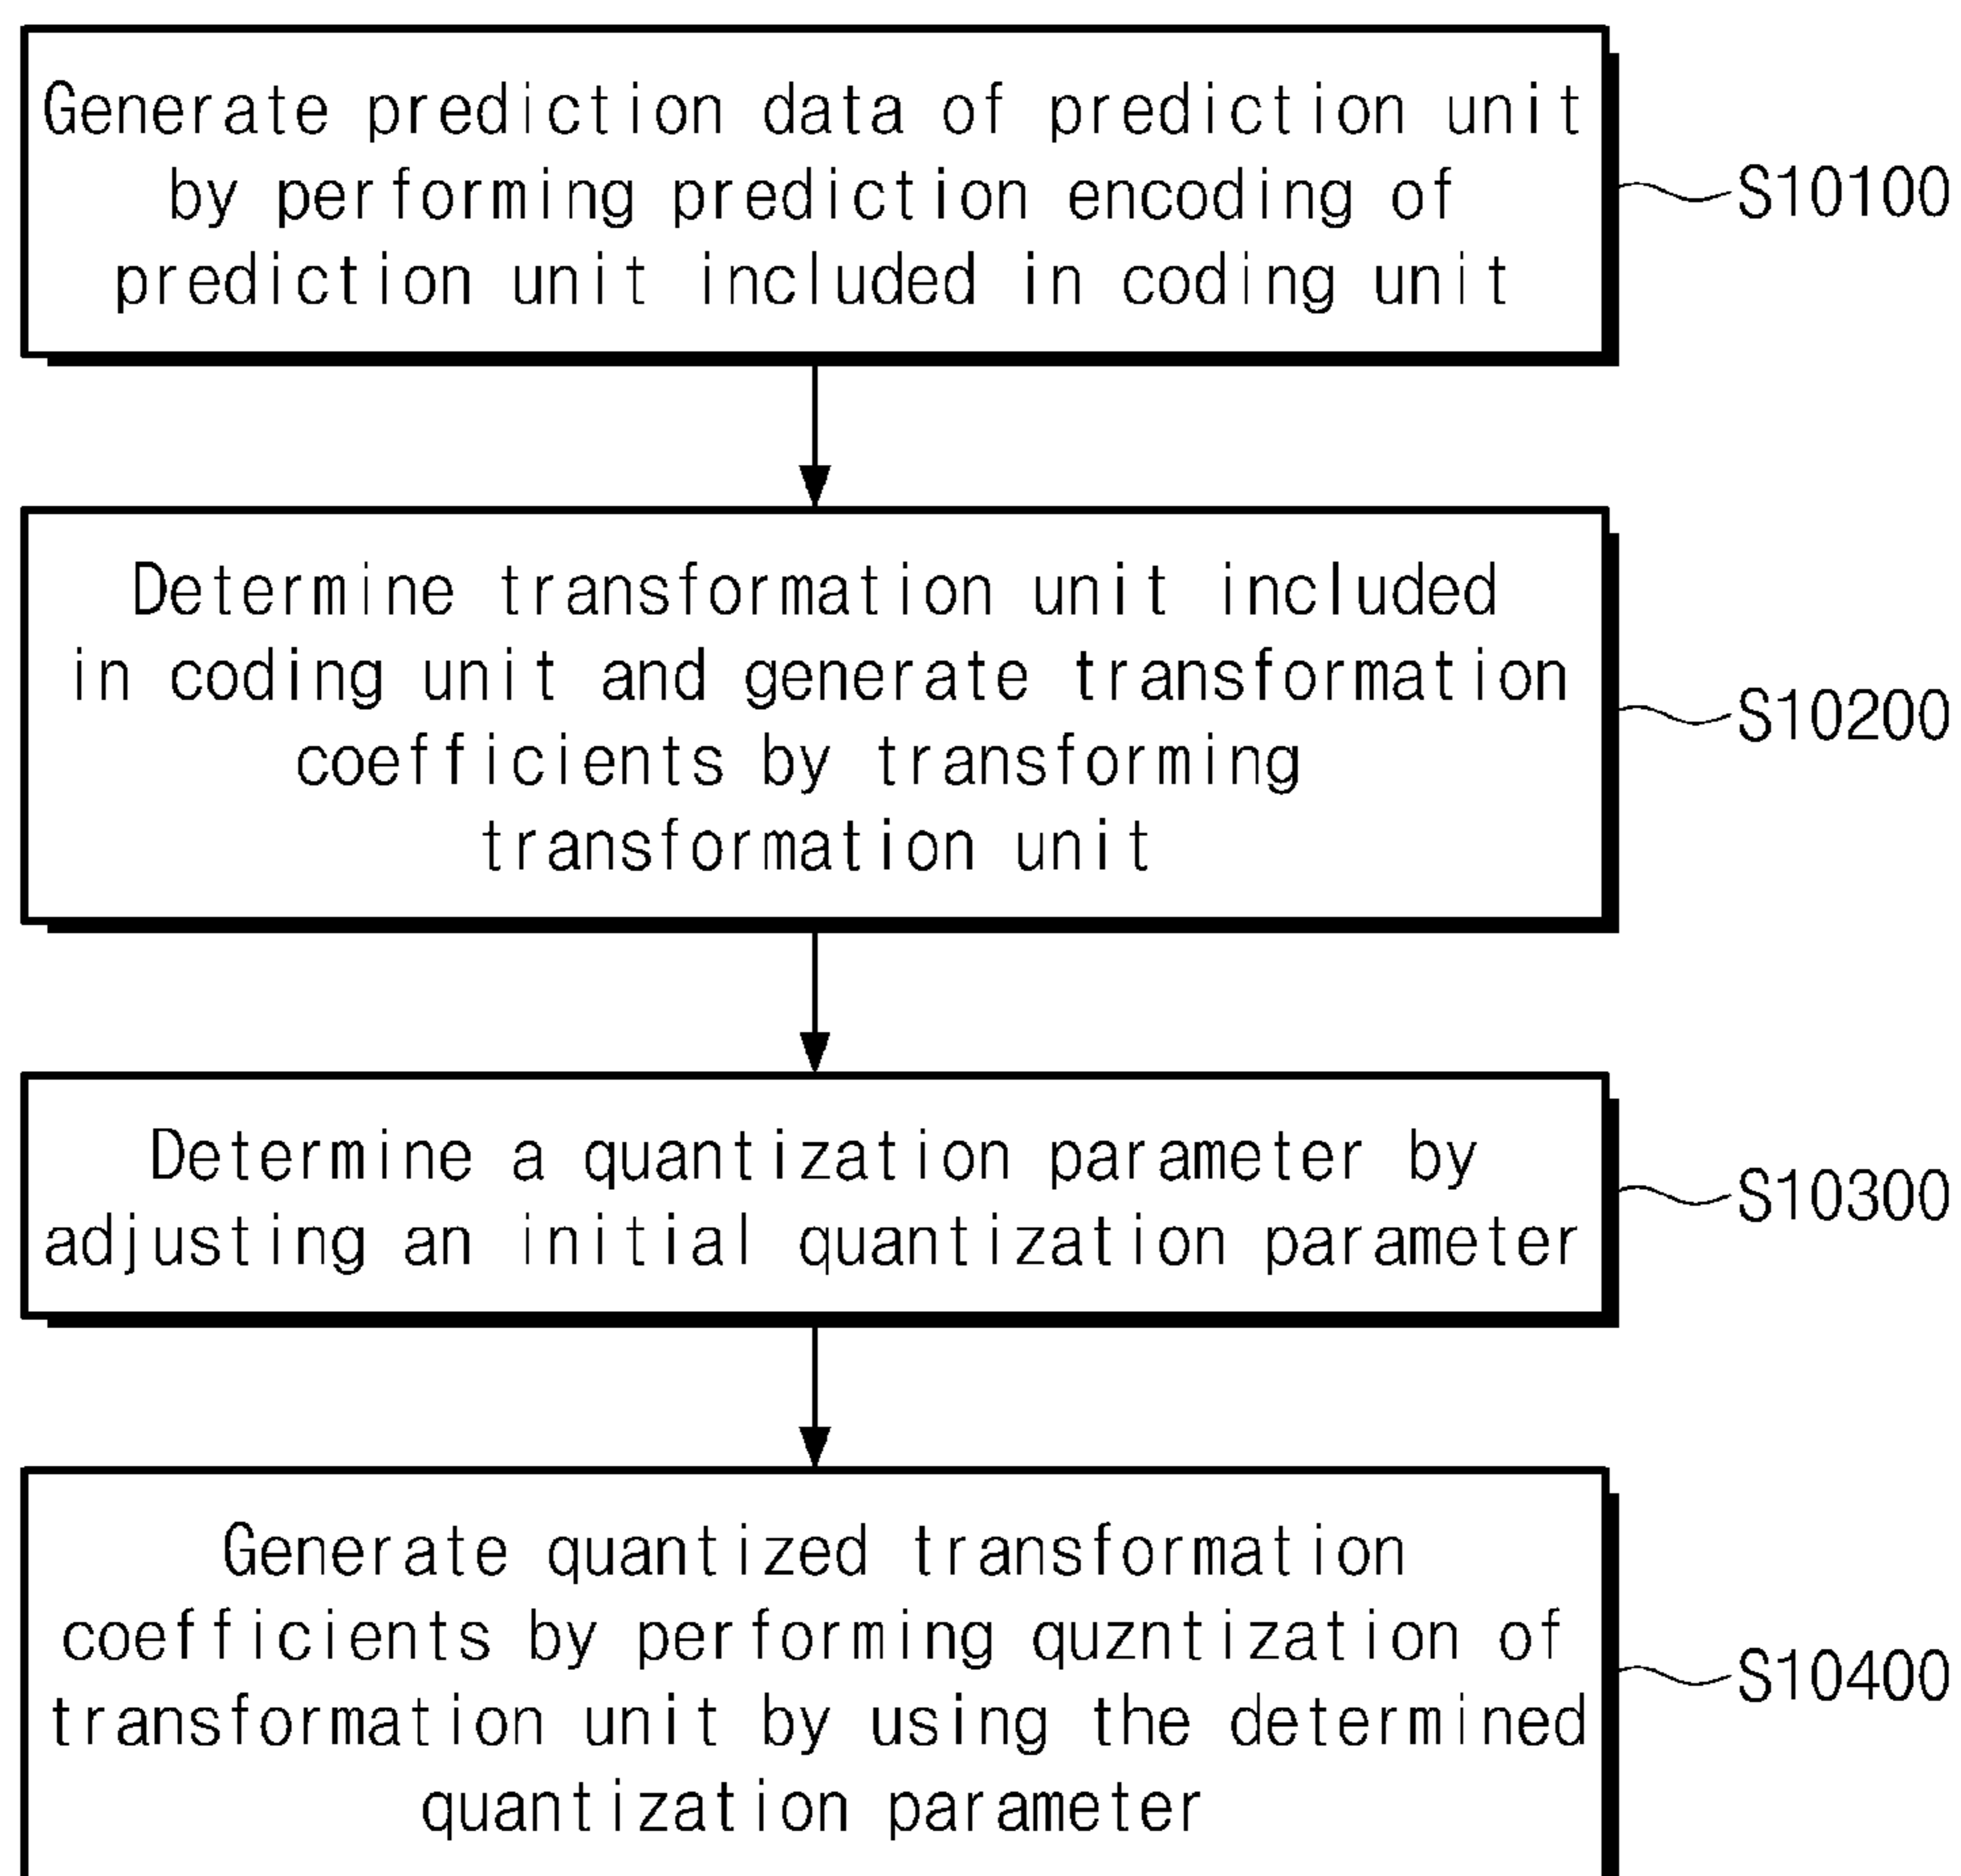 Generate prediction data of prediction unit
by performing prediction encoding of
prediction unit included in coding unit
S10100
Determine transformation unit included
in coding unit and generate transformation
coefficients by transforming
transformation unit
S10200
Determine a quantization parameter by
adjusting an initial quantization parameter
S10300
Generate quantized transformation
coefficients by performing quzntization of
transformation unit by using the determined
quantization parameter
S10400